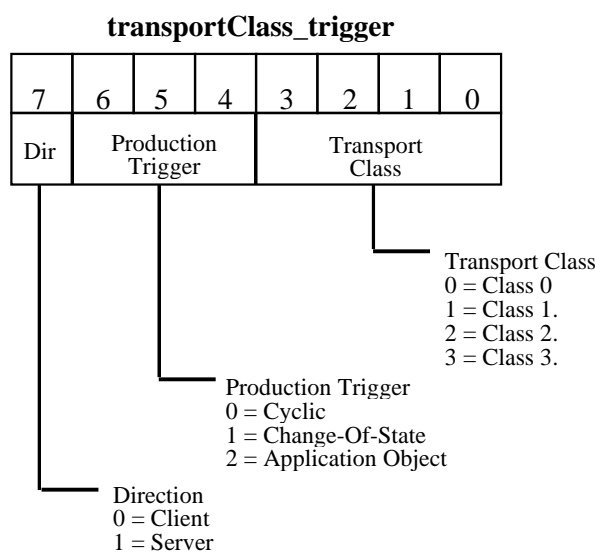 transportClass_trigger
7 6 5 4 3 2 1 0
Dir Production Transport
Trigger Class
Transport Class
0 = Class 0
1 = Class 1.
2 = Class 2.
3 = Class 3.
Production Trigger
0 = Cyclic
1 = Change-Of-State
2 = Application Object
Direction
0 = Client
1 = Server